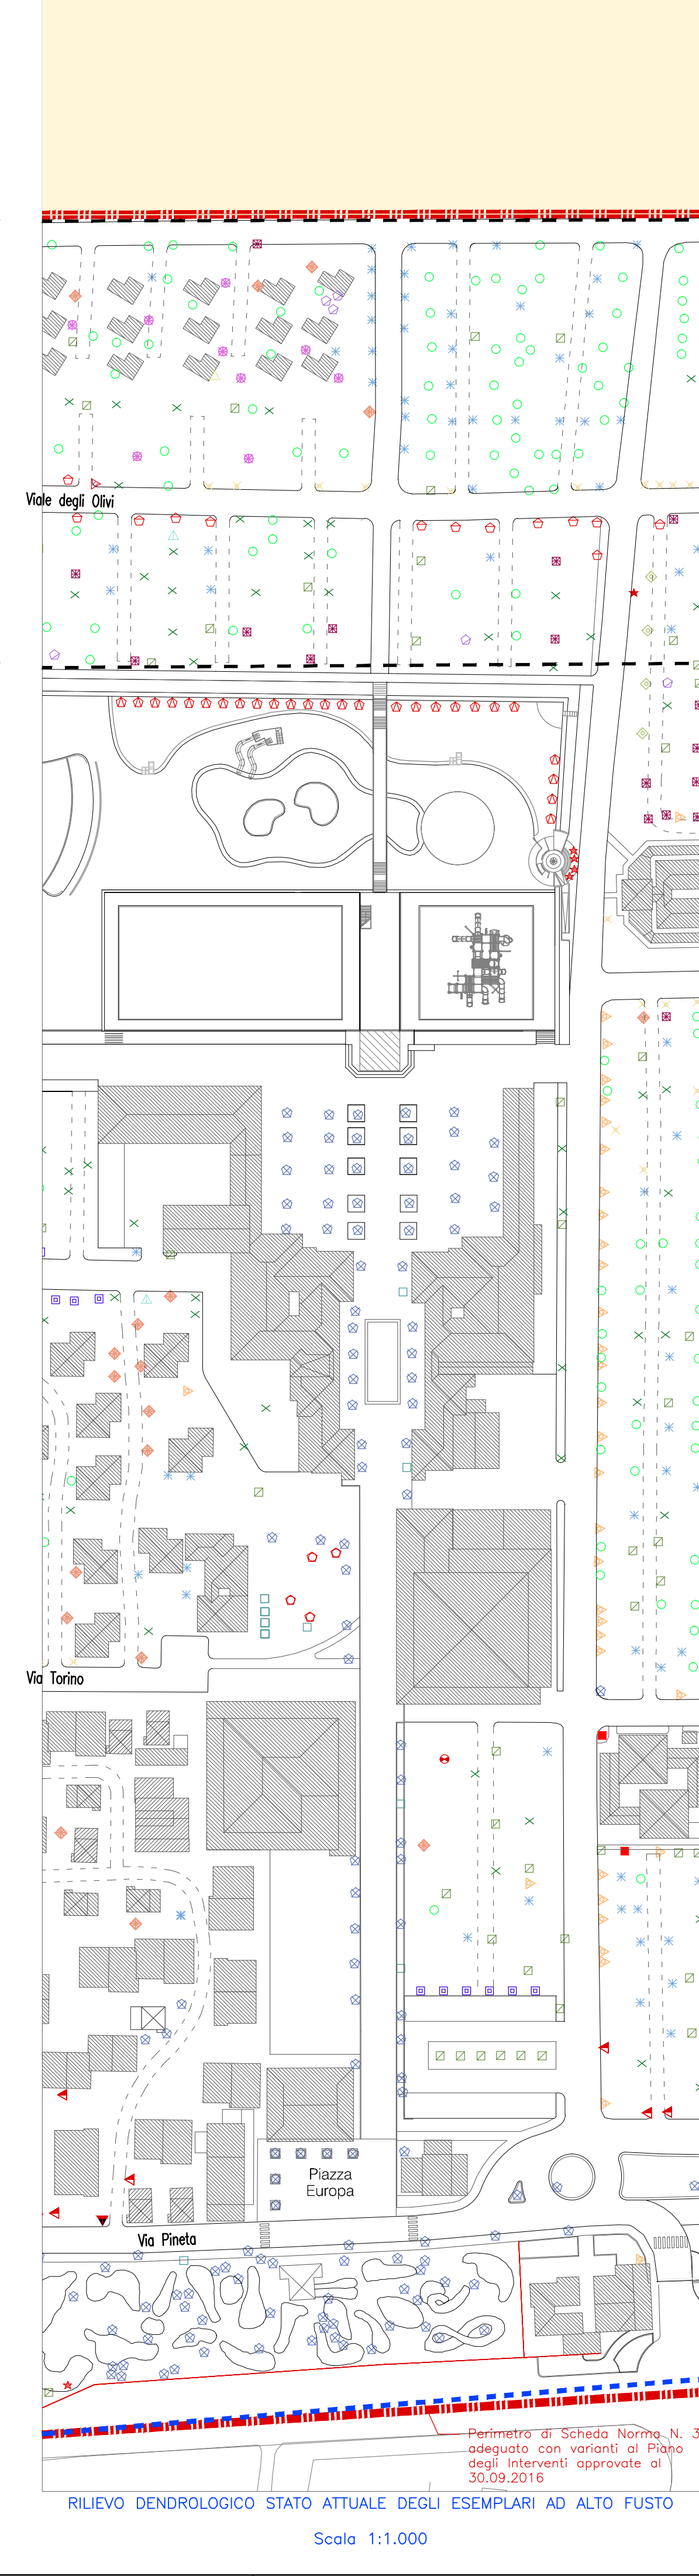 Viale degli Olivi
Via Torino
Piazza
Europa
Via Pineta
Perimetro di Scheda Norma N. 3
adeguato con varianti al Piano
degli Interventi approvate al
30.09.2016
RILIEVO DENDROLOGICO STATO ATTUALE DEGLI ESEMPLARI AD ALTO FUSTO
Scala 1:1.000